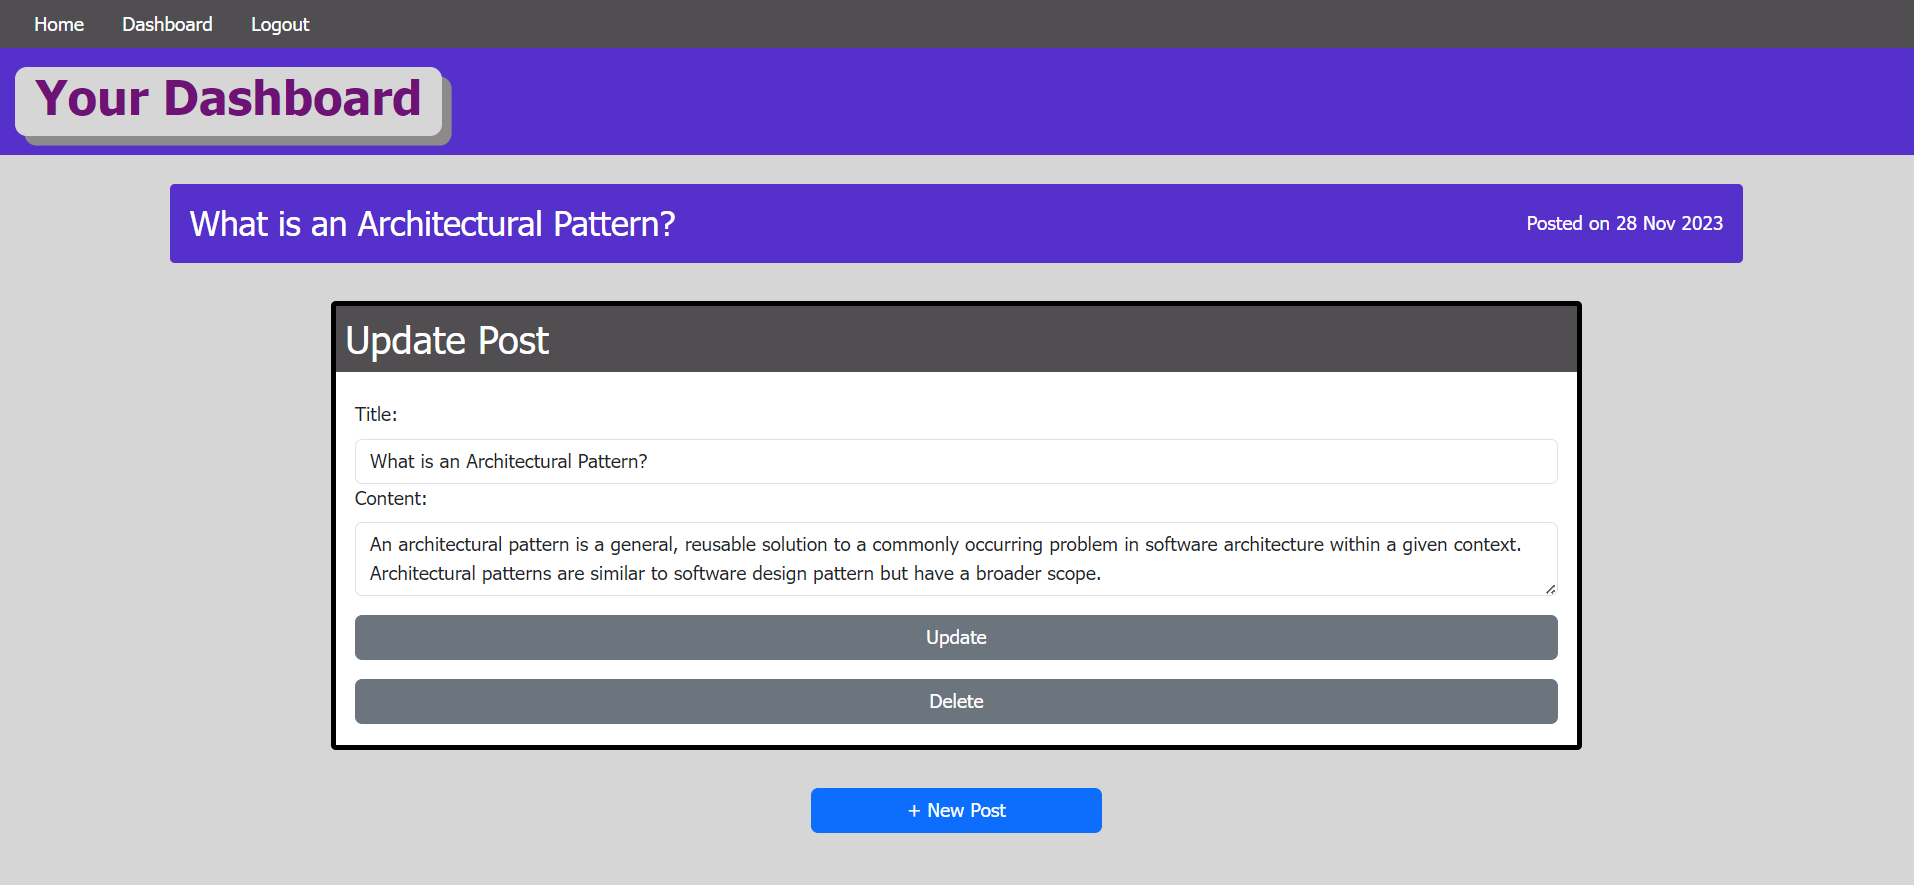 Home Dashboard Logout
Your Dashboard
What is an Architectural Pattern? Posted on 28 Nov 2023
Update Post
Title:
What is an Architectural Pattern?
Content:
An architectural pattern is a general, reusable solution to a commonly occurring problem in software architecture within a given context.
Architectural patterns are similar to software design pattern but have a broader scope.
Update
Delete
+ New Post